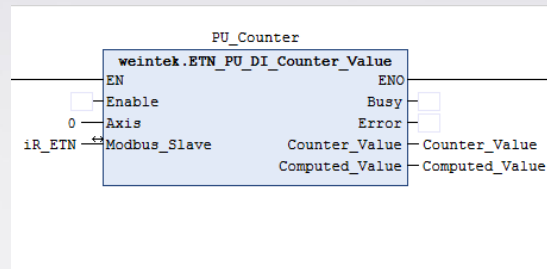 PU_Counter
weintek.ETN_PU_DI_Counter_Value
EN ENO
Enable Busy
0 Axis Error
iR_ETN Modbus_Slave Counter_Value Counter_Value
Computed_Value Computed_Value